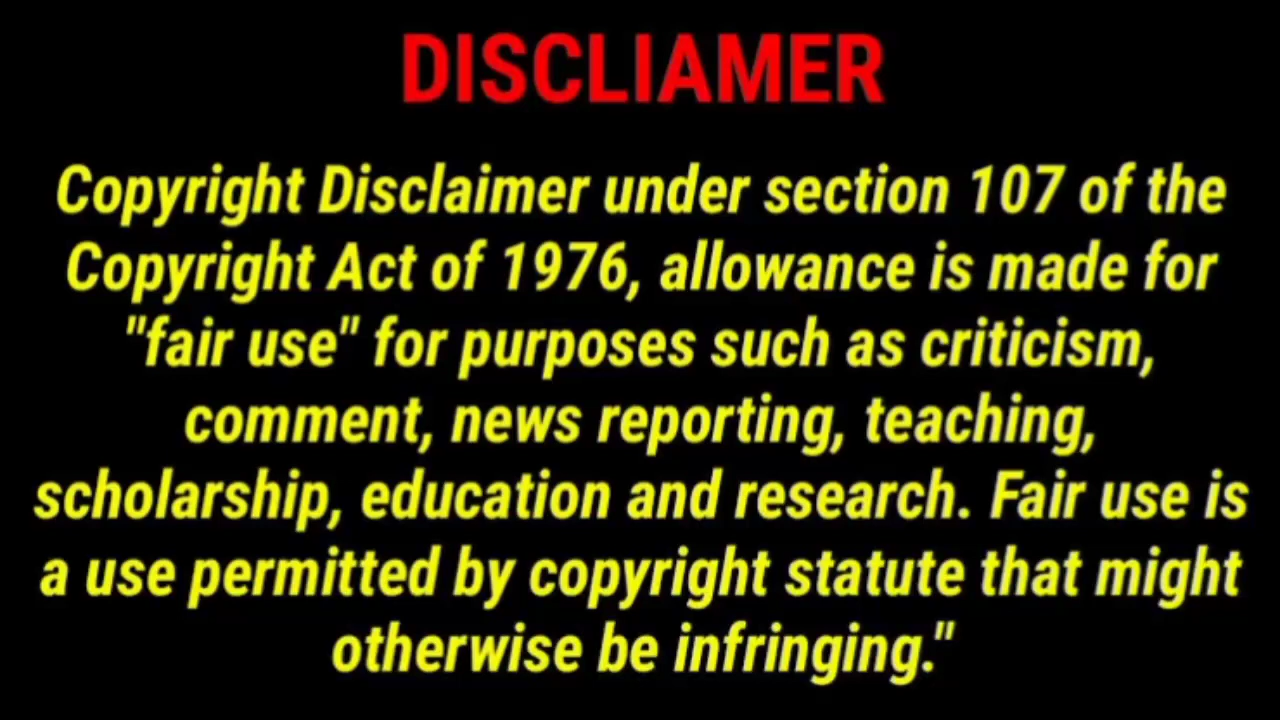 DISCLIAMER
Copyright Disclaimer under section 107 of the
Copyright Act of 1976, allowance is made for
"fair use" for purposes such as criticism,
comment, news reporting, teaching,
scholarship, education and research. Fair use is
a use permitted by copyright statute that might
otherwise be infringing."